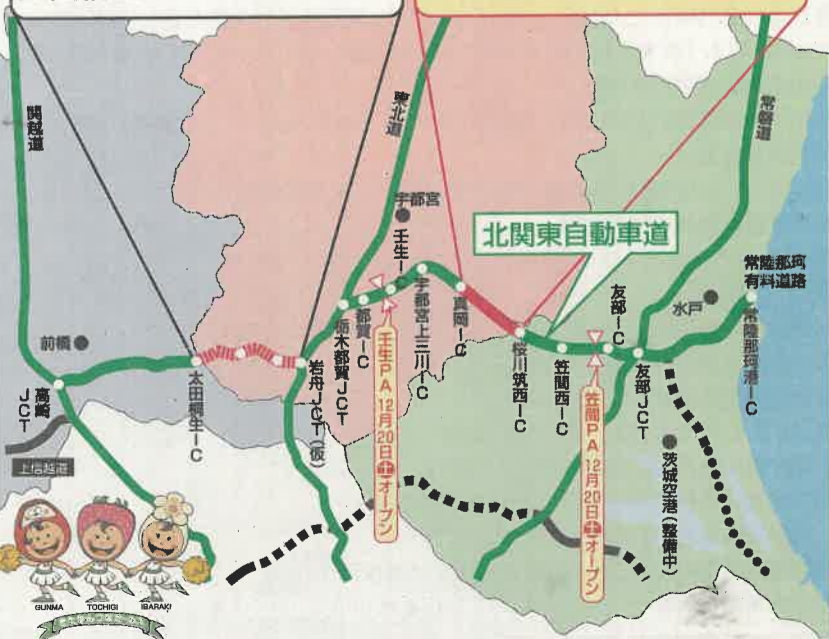 関越道
東北道
常磐道
宇都宮
壬生IC
北関東自動車道
常陸那珂
有料道路
水戸
友部IC
宇都宮上三川IC
真岡IC
都賀IC
栃木都賀JCT
前橋
太田桐生IC
岩舟JCT(仮)
壬生PA 12月20日土オープン
桜川筑西IC
笠間西IC
友部JCT
常陸那珂港IC
高崎
JCT
上信越道
笠間PA 12月20日土オープン
茨城空港(整備中)
GUNMA
TOCHIGI
IBARAKI